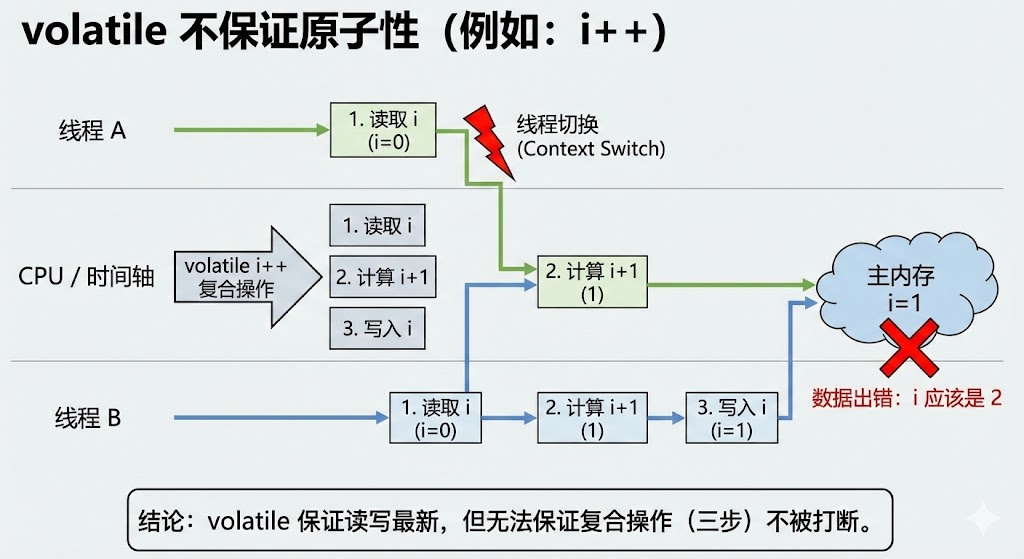 volatile 不保证原子性（例如：i++）
线程 A
1. 读取 i
(i=0)
线程切换
(Context Switch)
CPU / 时间轴
volatile i++
复合操作
1. 读取 i
2. 计算 i+1
3. 写入 i
2. 计算 i+1
(1)
主内存
i=1
数据出错：i 应该是 2
线程 B
1. 读取 i
(i=0)
2. 计算 i+1
(1)
3. 写入 i
(i=1)
结论：volatile 保证读写最新，但无法保证复合操作（三步）不被打断。